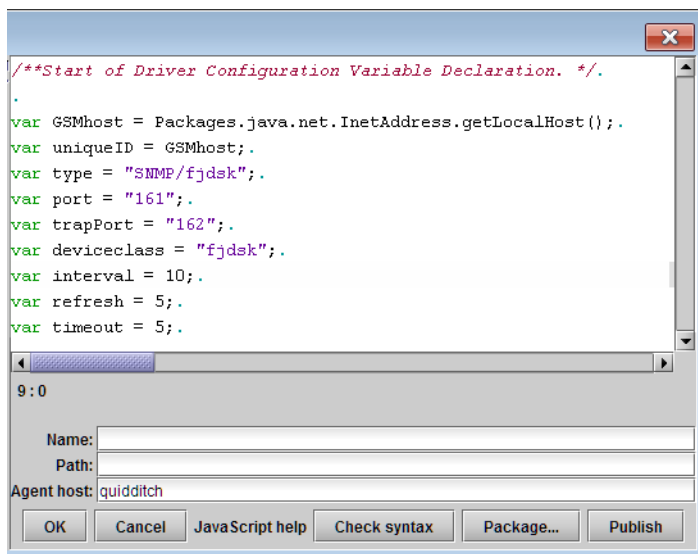 /**Start of Driver Configuration Variable Declaration. */.
.
var GSMhost = Packages.java.net.InetAddress.getLocalHost();.
var uniqueID = GSMhost;.
var type = "SNMP/fjdsk";.
var port = "161";.
var trapPort = "162";.
var deviceclass = "fjdsk";.
var interval = 10;.
var refresh = 5;.
var timeout = 5;.
9:0
Name:
Path:
Agent host: quidditch
OK Cancel JavaScript help Check syntax Package... Publish